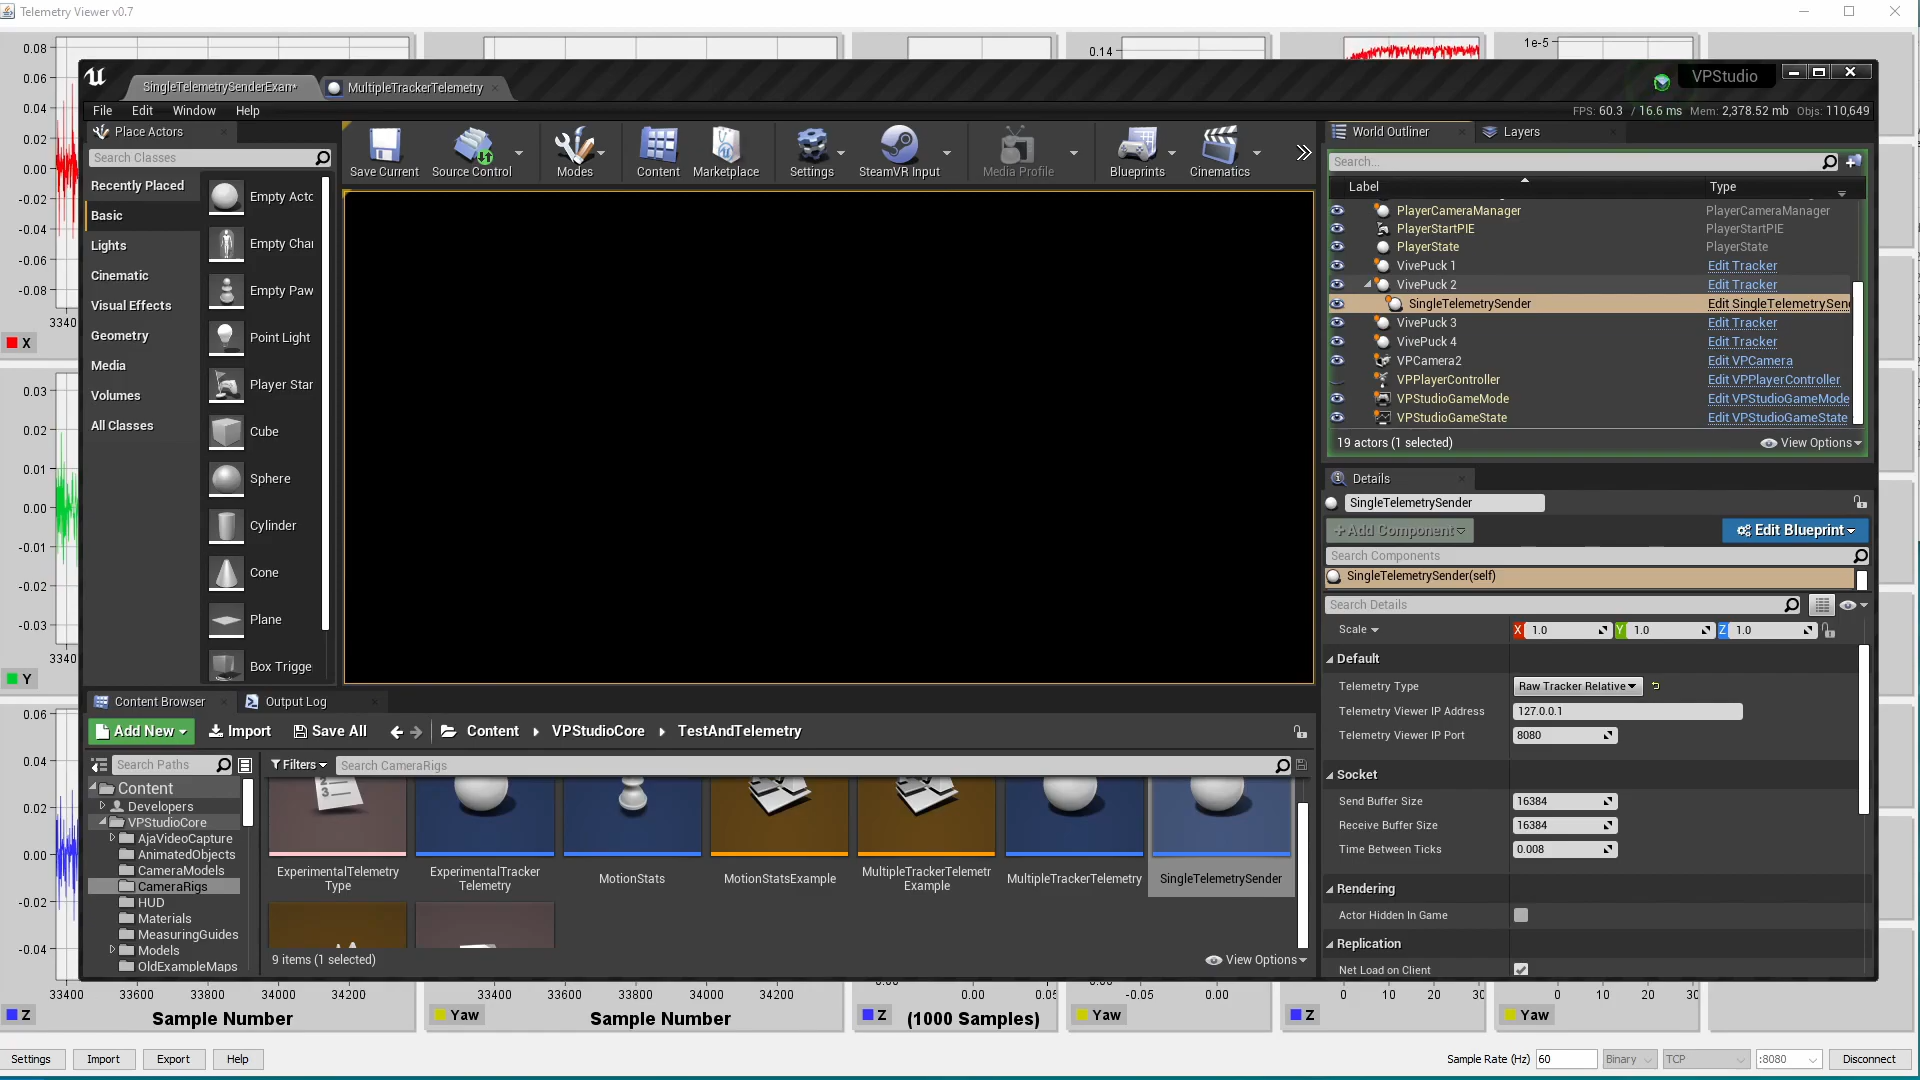 Telemetry Viewer v0.7
SingleTelemetrySenderExan*
MultipleTrackerTelemetry
VPStudio
File Edit Window Help
FPS: 60.3 / 16.6 ms Mem: 2,378.52 mb Objs: 110,649
Place Actors
Search Classes
Recently Placed
Basic
Lights
Cinematic
Visual Effects
Geometry
Media
Volumes
All Classes
Empty Acto
Empty Chai
Empty Paw
Point Light
Player Star
Cube
Sphere
Cylinder
Cone
Plane
Box Trigge
Save Current
Source Control
Modes
Content
Marketplace
Settings
SteamVR Input
Media Profile
Blueprints
Cinematics
World Outliner
Layers
Search...
Label Type
PlayerCameraManager PlayerCameraManager
PlayerStartPIE PlayerStartPIE
PlayerState PlayerState
VivePuck 1 Edit Tracker
VivePuck 2 Edit Tracker
SingleTelemetrySender Edit SingleTelemetrySen
VivePuck 3 Edit Tracker
VivePuck 4 Edit Tracker
VPCamera2 Edit VPCamera
VPPlayerController Edit VPPlayerController
VPStudioGameMode Edit VPStudioGameMode
VPStudioGameState Edit VPStudioGameState
19 actors (1 selected)
View Options
Details
SingleTelemetrySender
+Add Component
Edit Blueprint
Search Components
SingleTelemetrySender(self)
Search Details
Scale X 1.0 Y 1.0 Z 1.0
Default
Telemetry Type Raw Tracker Relative
Telemetry Viewer IP Address 127.0.0.1
Telemetry Viewer IP Port 8080
Socket
Send Buffer Size 16384
Receive Buffer Size 16384
Time Between Ticks 0.008
Rendering
Actor Hidden In Game
Replication
Net Load on Client
Content Browser
Output Log
Add New Import Save All Content VPStudioCore TestAndTelemetry
Search Paths
Filters
Search CameraRigs
Content
Developers
VPStudioCore
AjaVideoCapture
AnimatedObjects
CameraModels
CameraRigs
HUD
Materials
MeasuringGuides
Models
OldExampleMaps
ExperimentalTelemetry
Type
ExperimentalTracker
Telemetry
MotionStats
MotionStatsExample
MultipleTrackerTelemetr
Example
MultipleTrackerTelemetry
SingleTelemetrySender
9 items (1 selected)
View Options
0.08
0.06
0.04
0.02
0.00
-0.02
-0.04
-0.06
-0.08
3340
X
0.03
0.02
0.01
0.00
-0.01
-0.02
-0.03
3340
Y
0.06
0.04
0.02
0.00
-0.02
-0.04
33400 33600 33800 34000 34200
Z Sample Number
33400 33600 33800 34000 34200
Yaw Sample Number
0.00 0.05
Z (1000 Samples)
-0.05 0.00
Yaw
0.14
0 10 20 30
Z
1e-5
0 10 20 30
Yaw
Settings Import Export Help
Sample Rate (Hz) 60 Binary TCP :8080 Disconnect